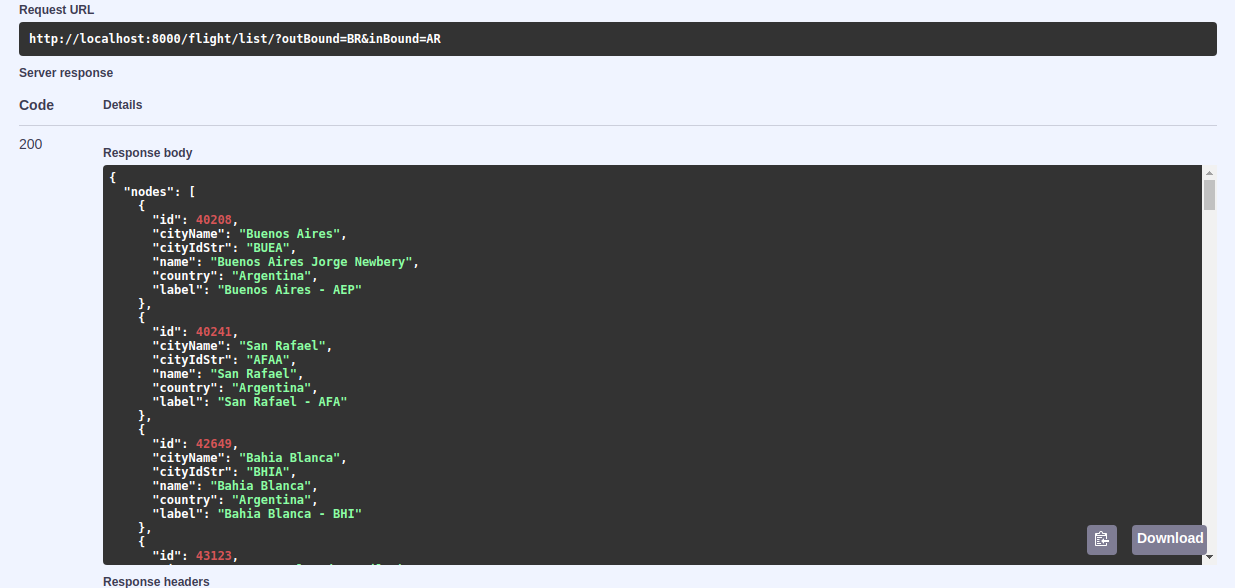 Request URL
http://localhost:8000/flight/list/?outBound=BR&inBound=AR
Server response
Code Details
200
Response body
{
"nodes": [
{
"id": 40208,
"cityName": "Buenos Aires",
"cityIdStr": "BUEA",
"name": "Buenos Aires Jorge Newbery",
"country": "Argentina",
"label": "Buenos Aires - AEP"
},
{
"id": 40241,
"cityName": "San Rafael",
"cityIdStr": "AFAA",
"name": "San Rafael",
"country": "Argentina",
"label": "San Rafael - AFA"
},
{
"id": 42649,
"cityName": "Bahia Blanca",
"cityIdStr": "BHIA",
"name": "Bahia Blanca",
"country": "Argentina",
"label": "Bahia Blanca - BHI"
},
{
"id": 43123,
Download
Response headers